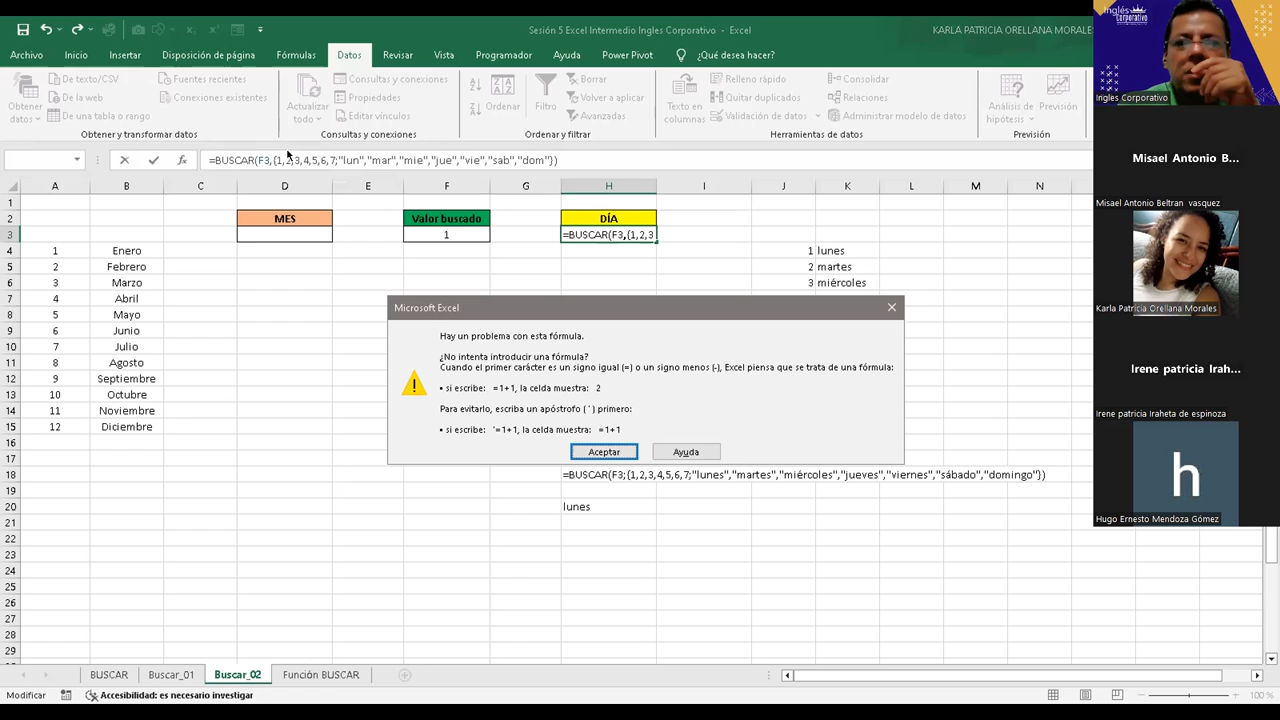 Sesión 5 Excel Intermedio Ingles Corporativo - Excel
KARLA PATRICIA ORELLANA MORALES
Archivo Inicio Insertar Disposición de página Fórmulas Datos Revisar Vista Programador Ayuda Power Pivot ¿Qué desea hacer?
Obtener datos
De texto/CSV
De la web
De una tabla o rango
Fuentes recientes
Conexiones existentes
Obtener y transformar datos
Actualizar todo
Consultas y conexiones
Propiedades
Editar vínculos
Consultas y conexiones
Ordenar
Filtro
Borrar
Volver a aplicar
Avanzadas
Ordenar y filtrar
Texto en columnas
Relleno rápido
Quitar duplicados
Validación de datos
Consolidar
Relaciones
Administrar modelo de datos
Herramientas de datos
Análisis de hipótesis
Previsión
Previsión
fx
=BUSCAR(F3,{1,2,3,4,5,6,7;"lun","mar","mie","jue","vie","sab","dom"})
A B C D E F G H I J K L M N
1
2 MES Valor buscado DÍA
3 1 =BUSCAR(F3,{1,2,3
4 1 Enero 1 lunes
5 2 Febrero 2 martes
6 3 Marzo 3 miércoles
7 4 Abril
8 5 Mayo
9 6 Junio
10 7 Julio
11 8 Agosto
12 9 Septiembre
13 10 Octubre
14 11 Noviembre
15 12 Diciembre
16
17
18 =BUSCAR(F3;{1,2,3,4,5,6,7;"lunes","martes","miércoles","jueves","viernes","sábado","domingo"})
19
20 lunes
21
22
23
24
25
26
27
28
29
Microsoft Excel
Hay un problema con esta fórmula.
¿No intenta introducir una fórmula?
Cuando el primer carácter es un signo igual (=) o un signo menos (-), Excel piensa que se trata de una fórmula:
• si escribe: =1+1, la celda muestra: 2
Para evitarlo, escriba un apóstrofo ( ' ) primero:
• si escribe: '=1+1, la celda muestra: =1+1
Aceptar Ayuda
BUSCAR Buscar_01 Buscar_02 Función BUSCAR
Modificar Accesibilidad: es necesario investigar
100 %
Inglés
Corporativo
Ingles Corporativo
Misael Antonio B...
Misael Antonio Beltran vasquez
Karla Patricia Orellana Morales
Irene patricia Irah...
Irene patricia Iraheta de espinoza
h
Hugo Ernesto Mendoza Gómez